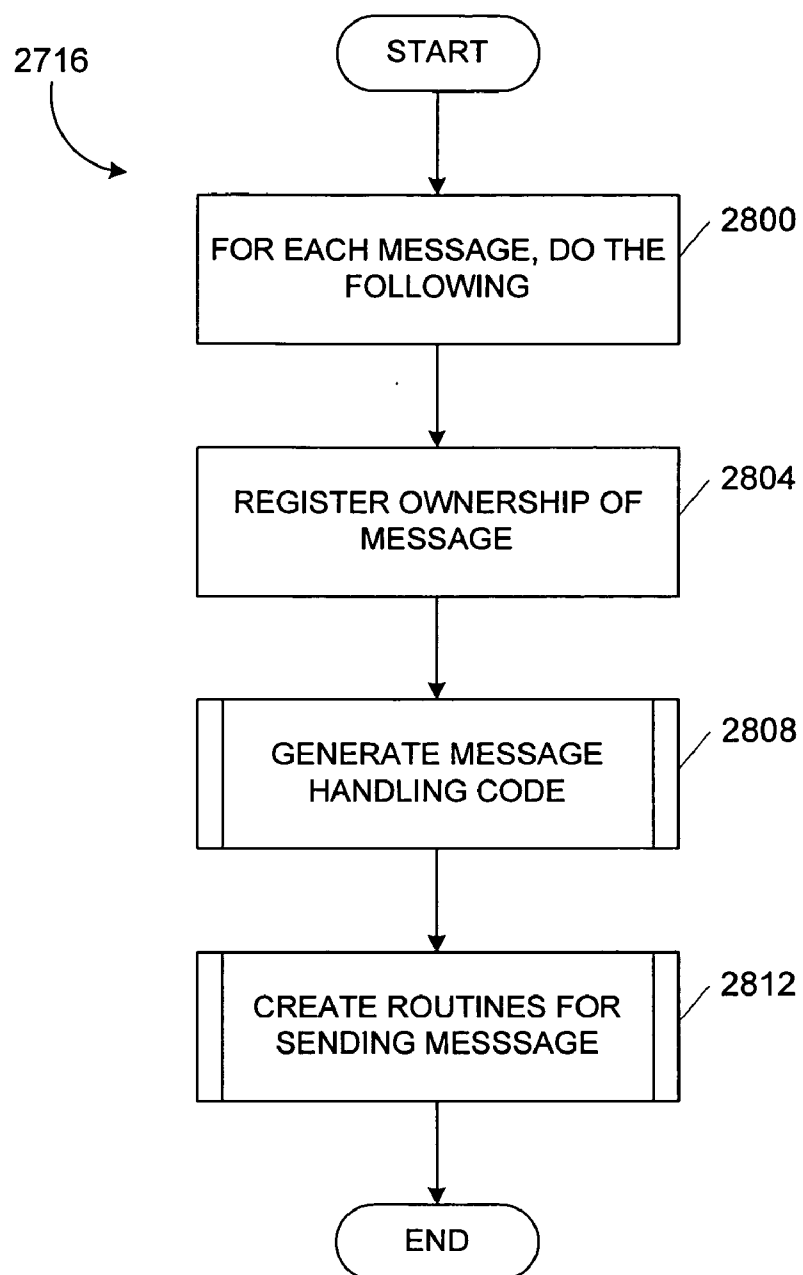 START
2716
2800
FOR EACH MESSAGE, DO THE
FOLLOWING
2804
REGISTER OWNERSHIP OF
MESSAGE
2808
GENERATE MESSAGE
HANDLING CODE
2812
CREATE ROUTINES FOR
SENDING MESSSAGE
END